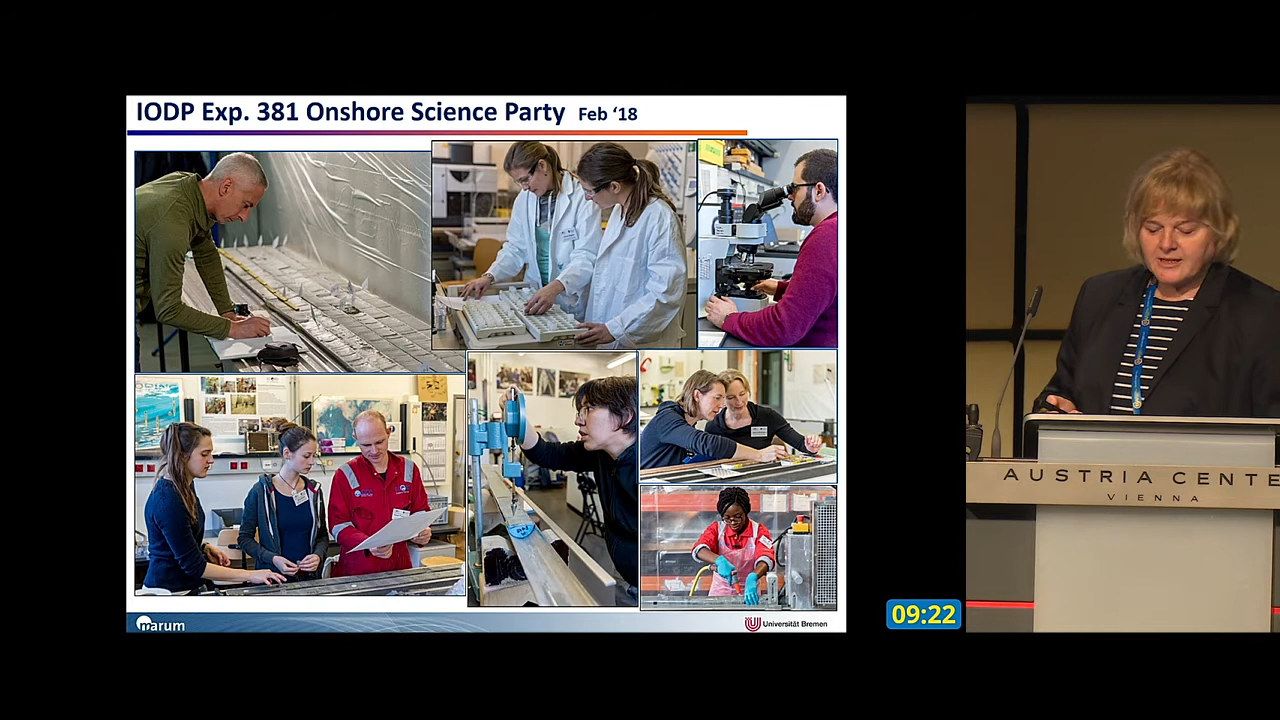 IODP Exp. 381 Onshore Science Party Feb ‘18
marum
Universität Bremen
09:22
AUSTRIA CENTE
VIENNA